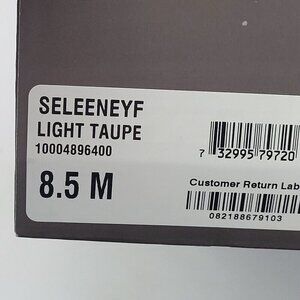 SELEENEYF
LIGHT TAUPE
10004896400
8.5 M
7 32995 79720
Customer Return Lab
082188679103